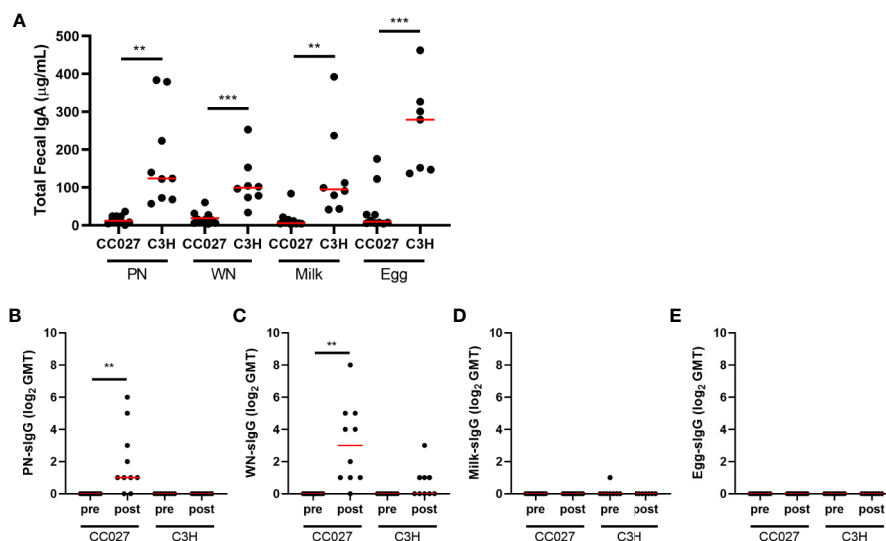 A
Total Fecal IgA (μg/mL)
500
400
300
200
100
0
** *** ** ***
CC027 C3H CC027 C3H CC027 C3H CC027 C3H
PN WN Milk Egg
B
PN-sIgG (log2 GMT)
10
8
6
4
2
0
**
pre post pre post
CC027 C3H
C
WN-sIgG (log2 GMT)
10
8
6
4
2
0
**
pre post pre post
CC027 C3H
D
Milk-sIgG (log2 GMT)
10
8
6
4
2
0
pre post pre post
CC027 C3H
E
Egg-sIgG (log2 GMT)
10
8
6
4
2
0
pre post pre post
CC027 C3H